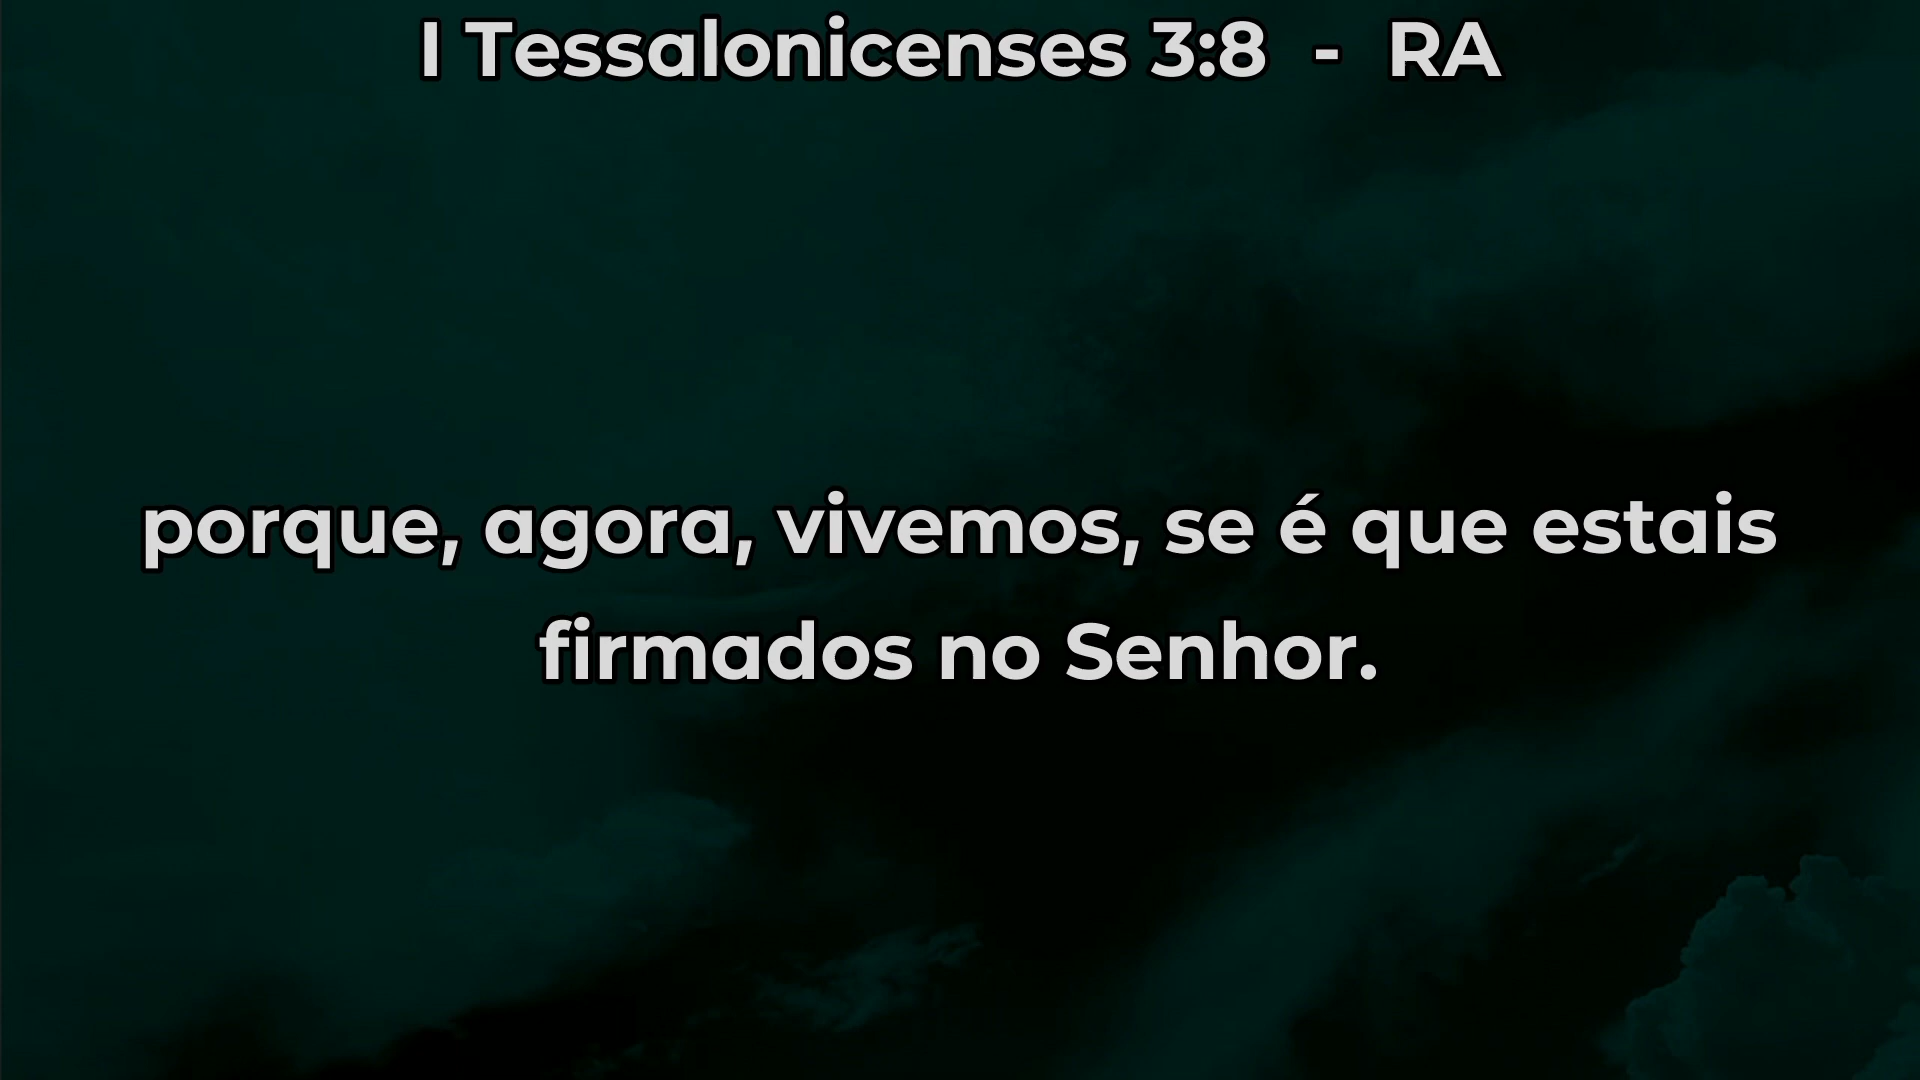 I Tessalonicenses 3:8 - RA
porque, agora, vivemos, se é que estais
firmados no Senhor.